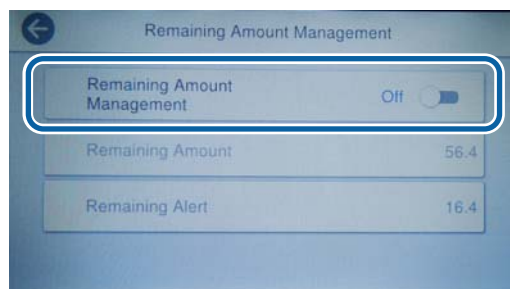 Remaining Amount Management
Remaining Amount
Management
Off
Remaining Amount 56.4
Remaining Alert 16.4